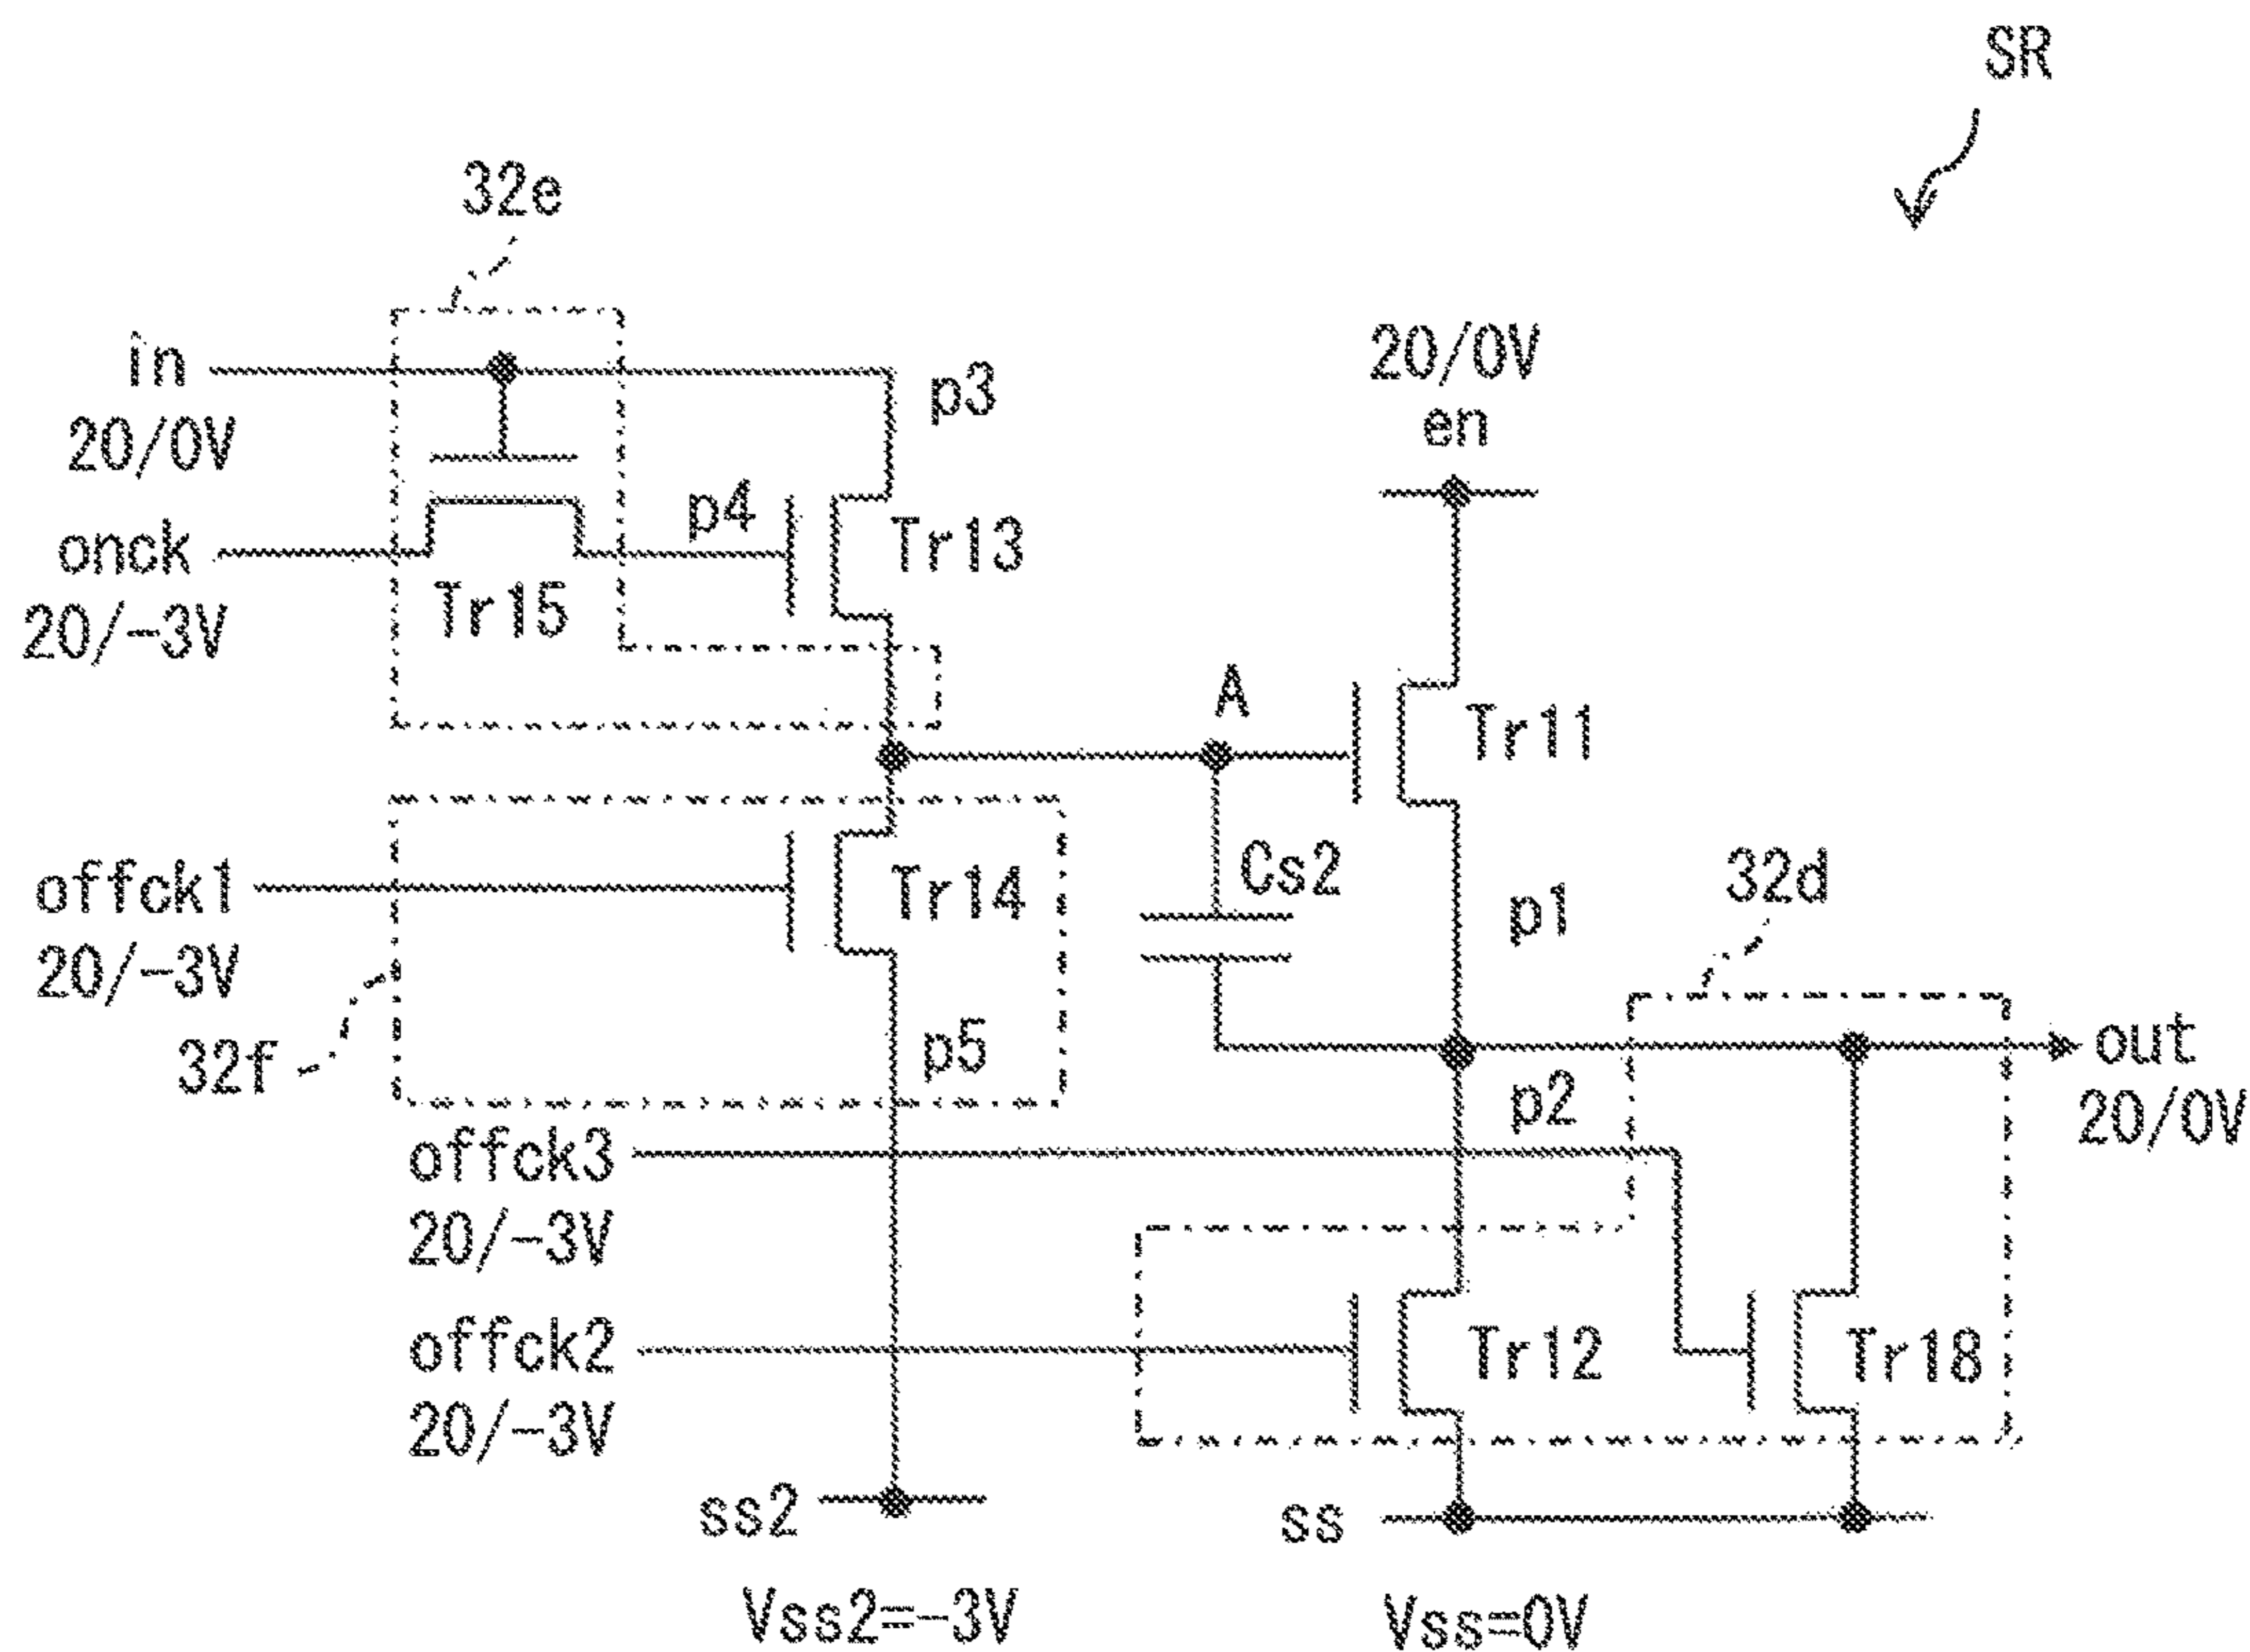 SR
32e
in
20/0V
p3
20/0V
en
p4
onck
20/-3V
Tr15
Tr13
A
Tr11
offck1
20/-3V
Tr14
Cs2
p1
32d
32f
p5
p2
out
20/0V
offck3
20/-3V
offck2
20/-3V
Tr12
Tr18
ss2
ss
Vss2=-3V
Vss=0V